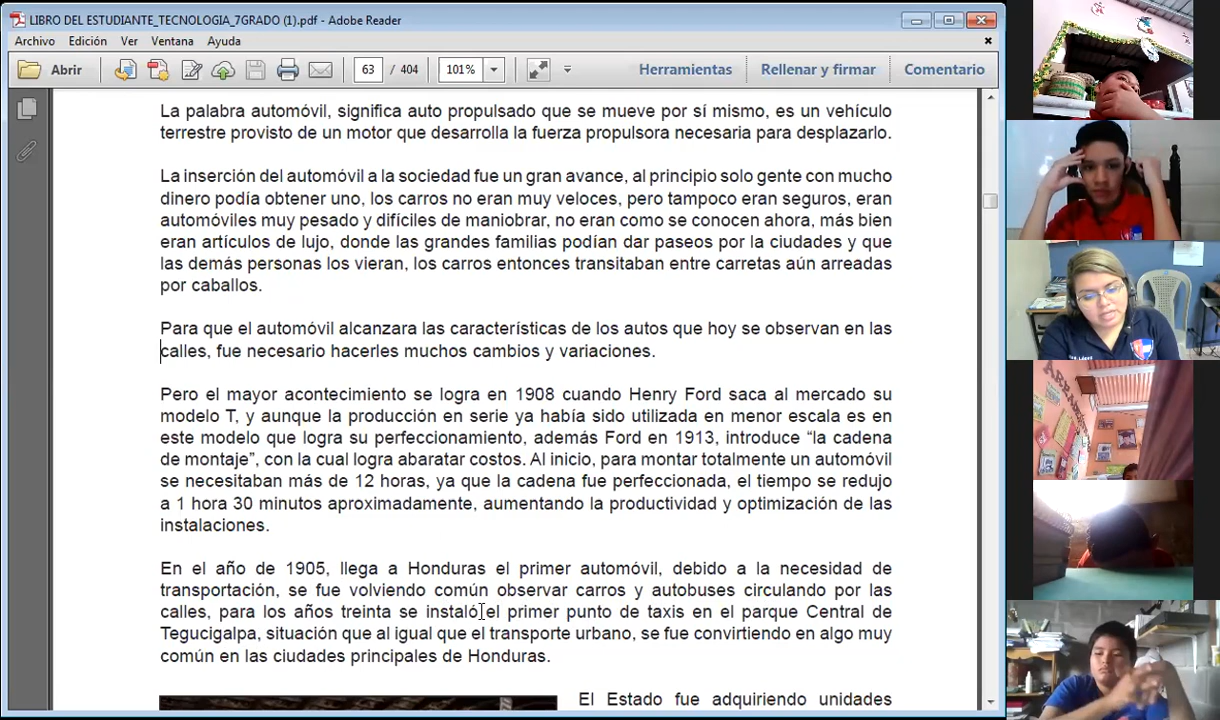 LIBRO DEL ESTUDIANTE_TECNOLOGIA_7GRADO (1).pdf - Adobe Reader
Archivo Edición Ver Ventana Ayuda
Abrir 63 / 404 101% Herramientas Rellenar y firmar Comentario
La palabra automóvil, significa auto propulsado que se mueve por sí mismo, es un vehículo
terrestre provisto de un motor que desarrolla la fuerza propulsora necesaria para desplazarlo.
La inserción del automóvil a la sociedad fue un gran avance, al principio solo gente con mucho
dinero podía obtener uno, los carros no eran muy veloces, pero tampoco eran seguros, eran
automóviles muy pesado y difíciles de maniobrar, no eran como se conocen ahora, más bien
eran artículos de lujo, donde las grandes familias podían dar paseos por la ciudades y que
las demás personas los vieran, los carros entonces transitaban entre carretas aún arreadas
por caballos.
Para que el automóvil alcanzara las características de los autos que hoy se observan en las
calles, fue necesario hacerles muchos cambios y variaciones.
Pero el mayor acontecimiento se logra en 1908 cuando Henry Ford saca al mercado su
modelo T, y aunque la producción en serie ya había sido utilizada en menor escala es en
este modelo que logra su perfeccionamiento, además Ford en 1913, introduce “la cadena
de montaje”, con la cual logra abaratar costos. Al inicio, para montar totalmente un automóvil
se necesitaban más de 12 horas, ya que la cadena fue perfeccionada, el tiempo se redujo
a 1 hora 30 minutos aproximadamente, aumentando la productividad y optimización de las
instalaciones.
En el año de 1905, llega a Honduras el primer automóvil, debido a la necesidad de
transportación, se fue volviendo común observar carros y autobuses circulando por las
calles, para los años treinta se instaló el primer punto de taxis en el parque Central de
Tegucigalpa, situación que al igual que el transporte urbano, se fue convirtiendo en algo muy
común en las ciudades principales de Honduras.
El Estado fue adquiriendo unidades